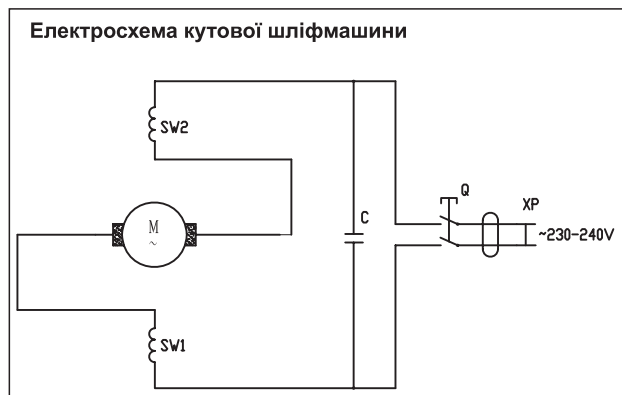 Електросхема кутової шліфмашини
SW2
Q
XP
C
M
~
~230-240V
SW1